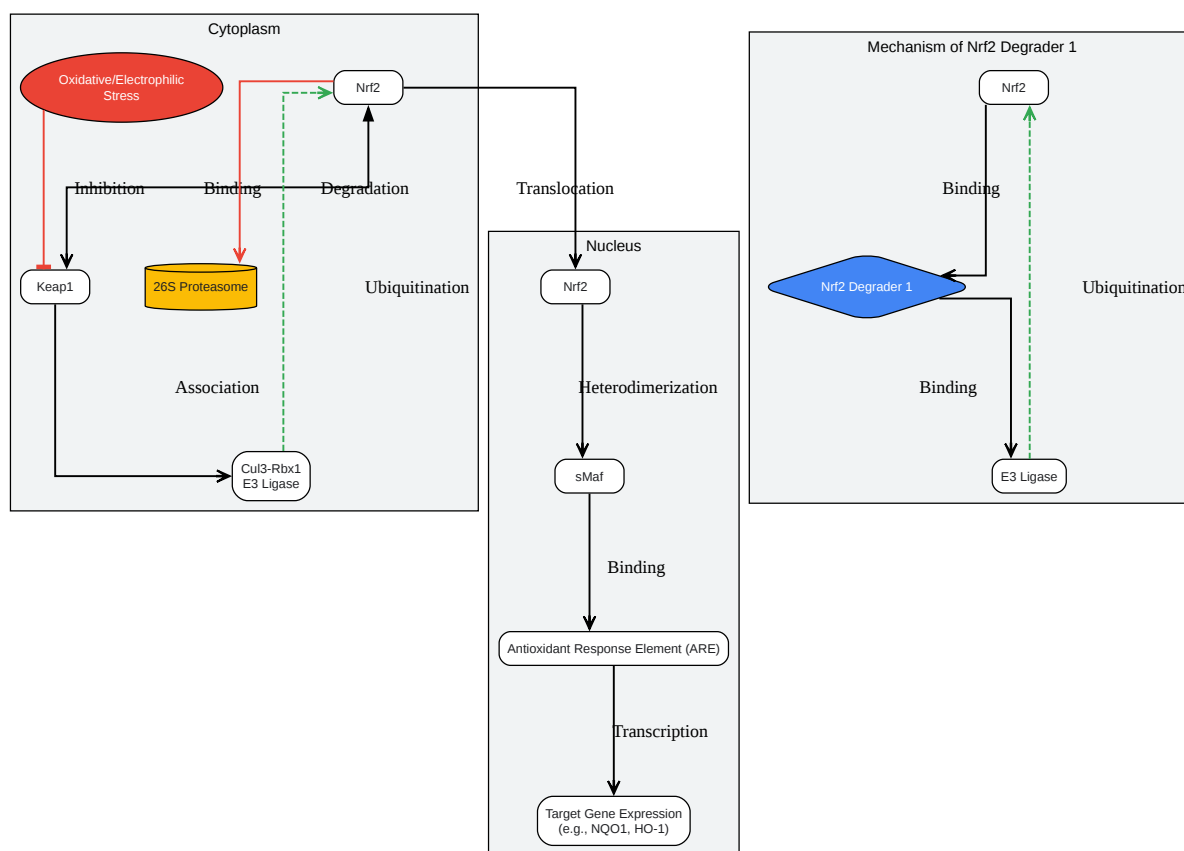 Cytoplasm
Oxidative/Electrophilic
Stress
Nrf2
Inhibition
Binding
Degradation
Keap1
26S Proteasome
Ubiquitination
Association
Cul3-Rbx1
E3 Ligase
Translocation
Nucleus
Nrf2
Heterodimerization
sMaf
Binding
Antioxidant Response Element (ARE)
Transcription
Target Gene Expression
(e.g., NQO1, HO-1)
Mechanism of Nrf2 Degrader 1
Nrf2
Binding
Nrf2 Degrader 1
Ubiquitination
Binding
E3 Ligase